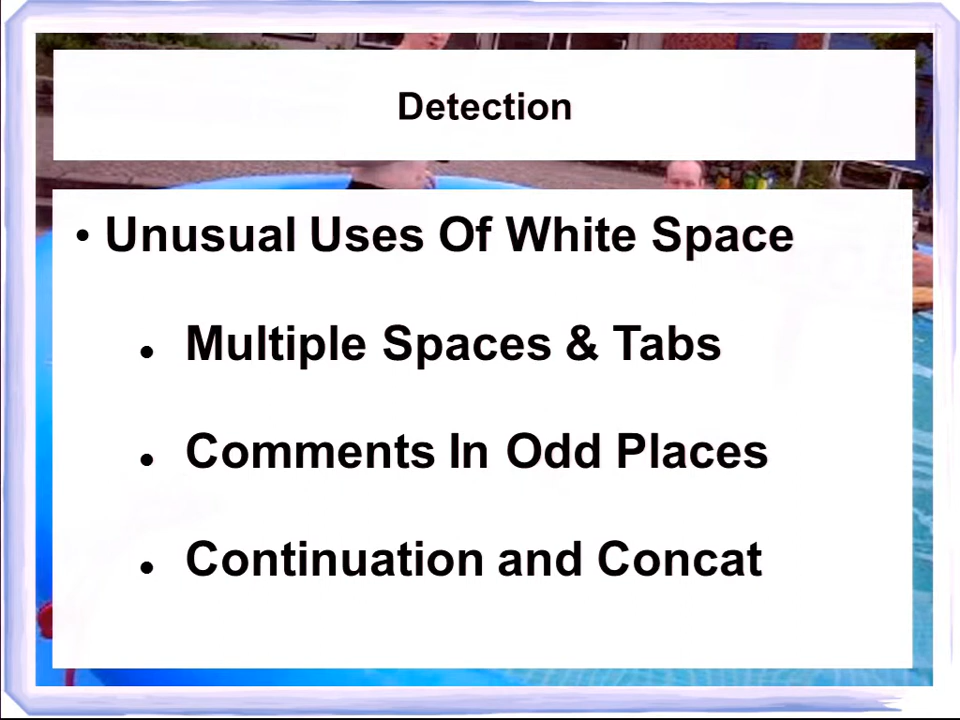 Detection
• Unusual Uses Of White Space
● Multiple Spaces & Tabs
● Comments In Odd Places
● Continuation and Concat